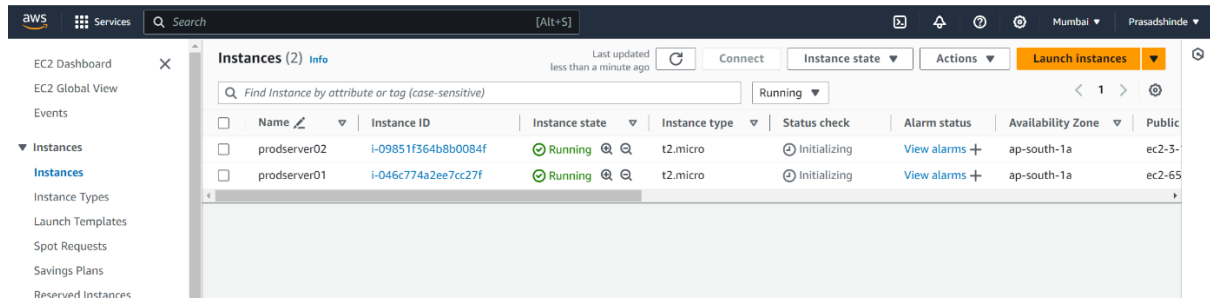 aws Services Search [Alt+S] Mumbai Prasadshinde
EC2 Dashboard
EC2 Global View
Events
Instances
Instances
Instance Types
Launch Templates
Spot Requests
Savings Plans
Reserved Instances
Instances (2) Info Last updated less than a minute ago Connect Instance state Actions Launch instances
Find Instance by attribute or tag (case-sensitive) Running 1
Name Instance ID Instance state Instance type Status check Alarm status Availability Zone Public
prodserver02 i-09851f364b8b0084f Running t2.micro Initializing View alarms ap-south-1a ec2-3-
prodserver01 i-046c774a2ee7cc27f Running t2.micro Initializing View alarms ap-south-1a ec2-65